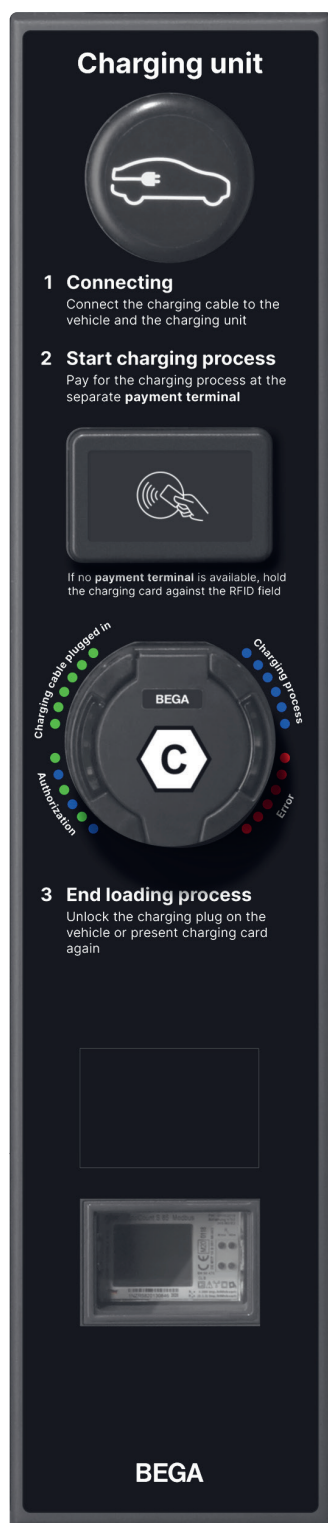 Charging unit
1 Connecting
Connect the charging cable to the
vehicle and the charging unit
2 Start charging process
Pay for the charging process at the
separate payment terminal
If no payment terminal is available, hold
the charging card against the RFID field
Charging cable plugged in
Charging process
BEGA
C
Authorization
Error
3 End loading process
Unlock the charging plug on the
vehicle or present charging card
again
BEGA